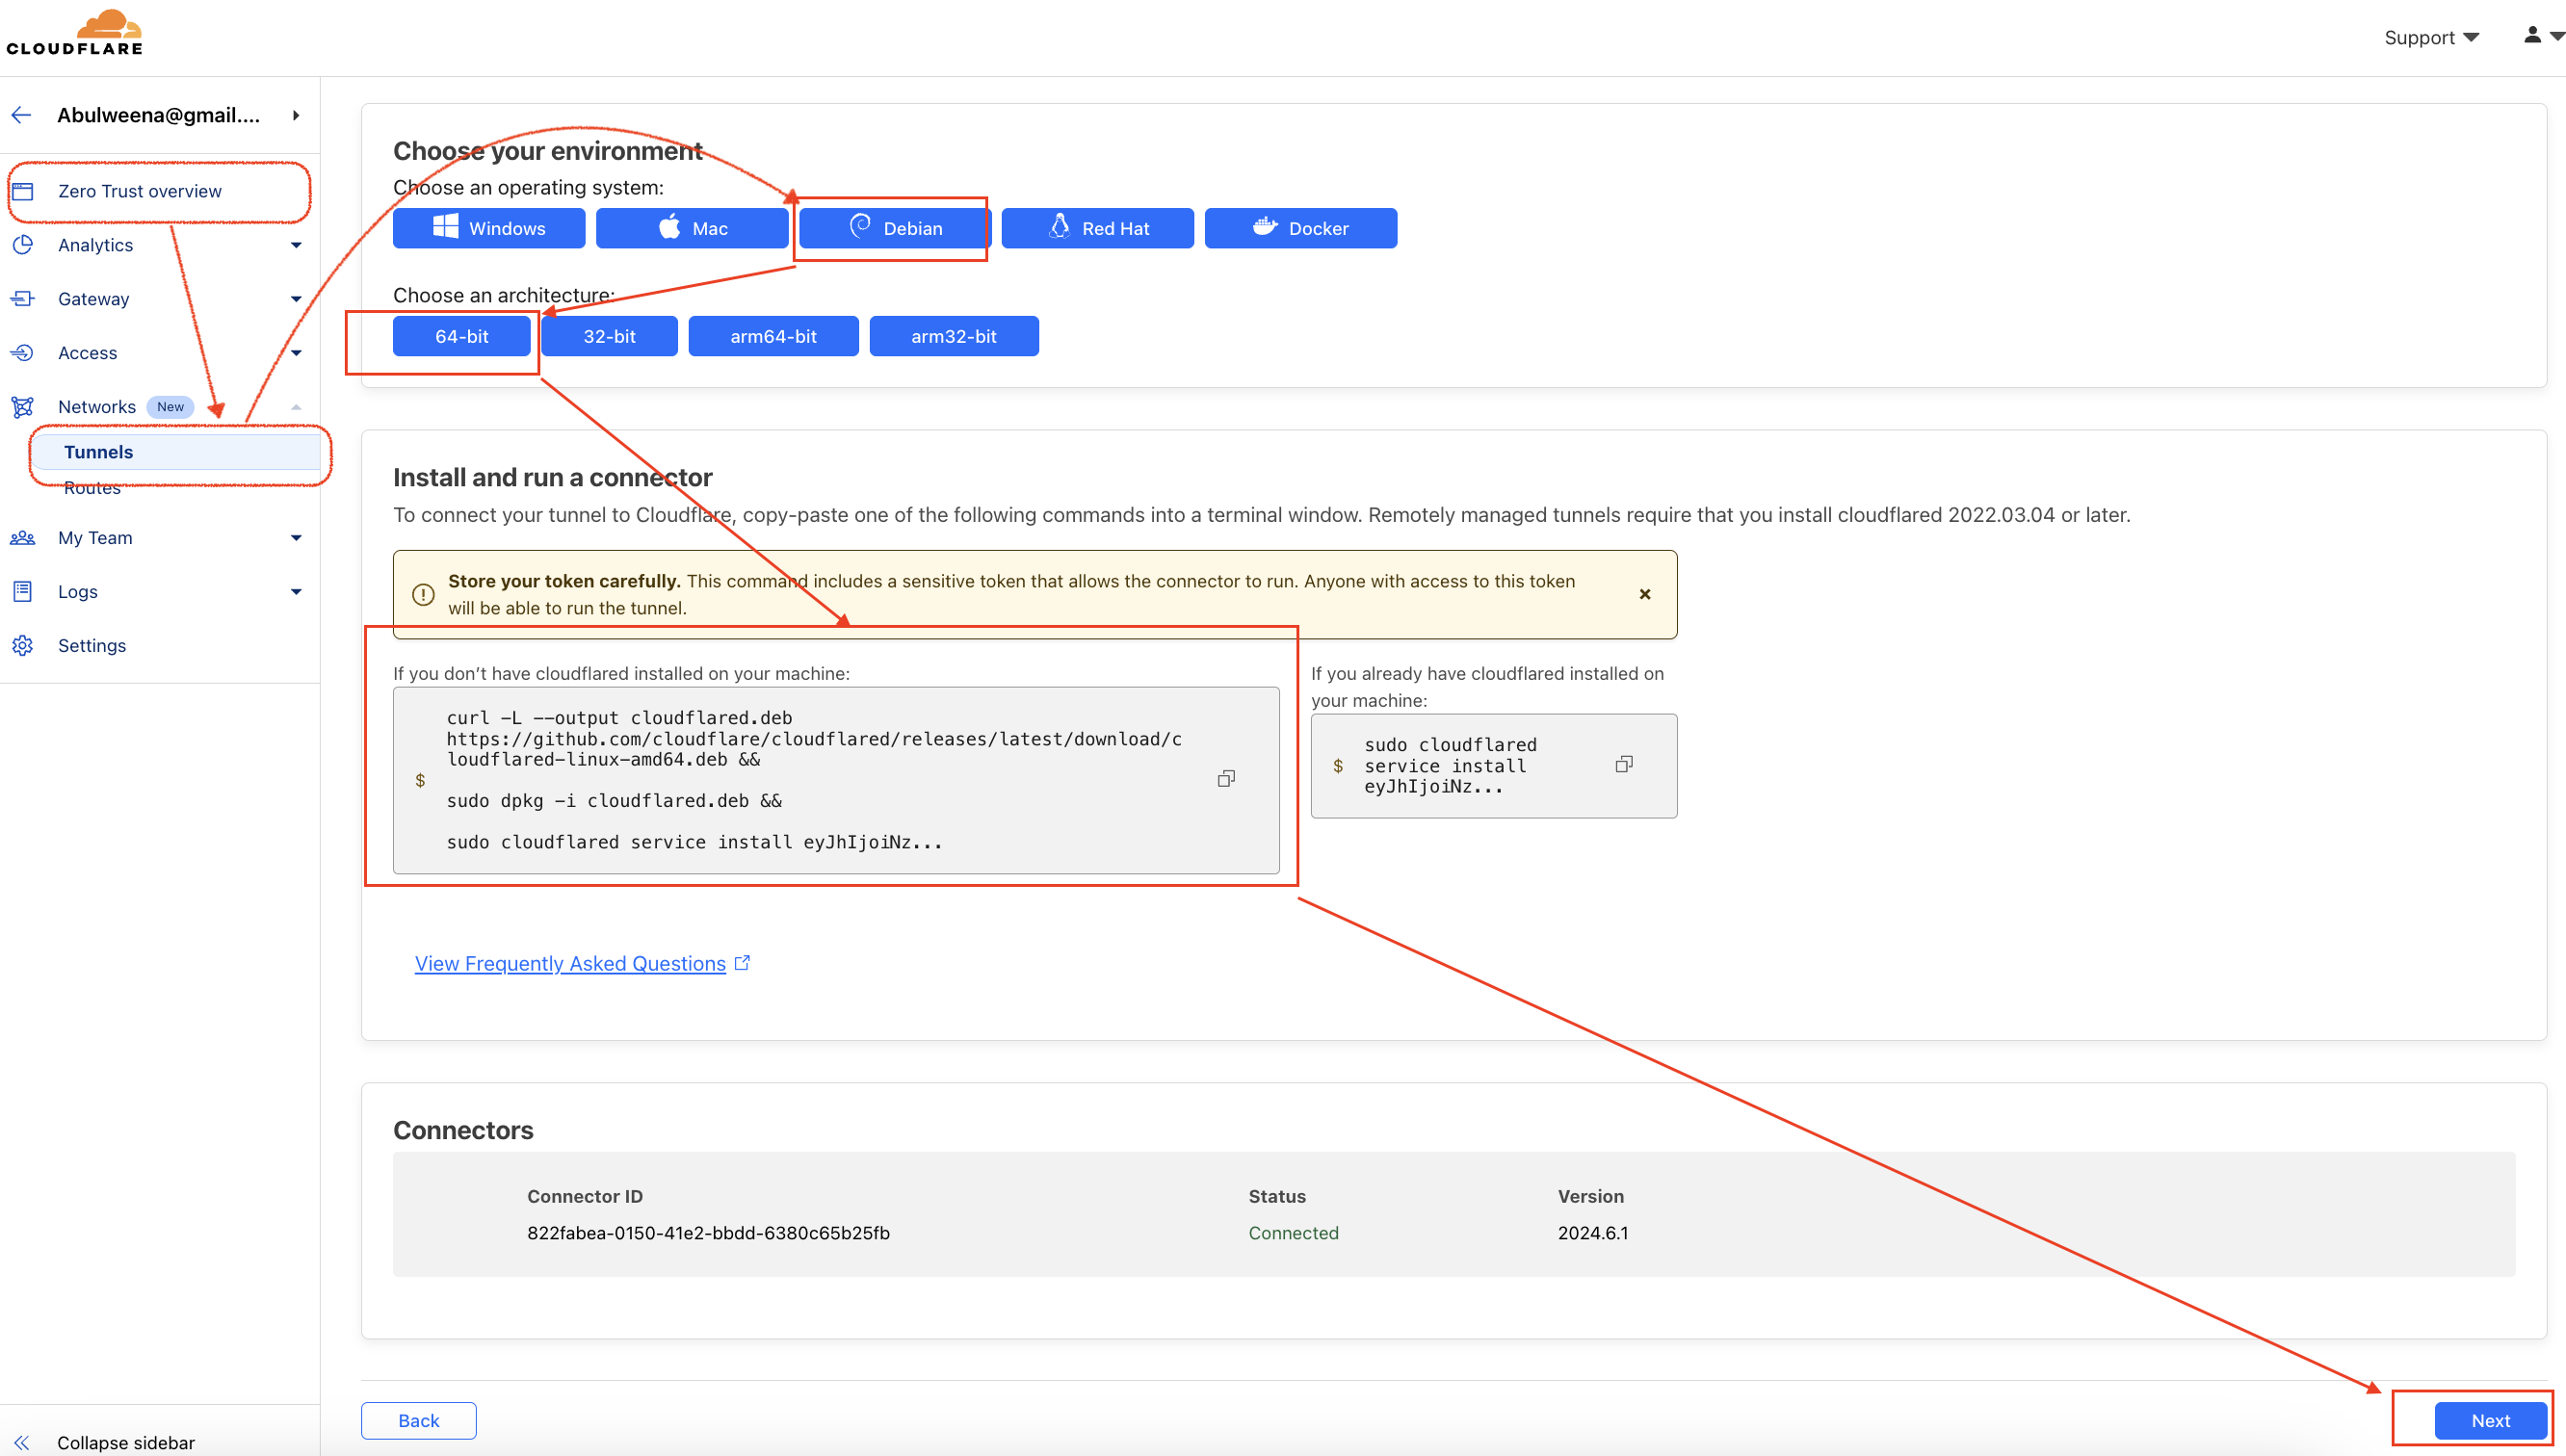 CLOUDFLARE
Support
Abulweena@gmail....
Zero Trust overview
Analytics
Gateway
Access
Networks New
Tunnels
Routes
My Team
Logs
Settings
Collapse sidebar
Choose your environment
Choose an operating system:
Windows Mac Debian Red Hat Docker
Choose an architecture:
64-bit 32-bit arm64-bit arm32-bit
Install and run a connector
To connect your tunnel to Cloudflare, copy-paste one of the following commands into a terminal window. Remotely managed tunnels require that you install cloudflared 2022.03.04 or later.
Store your token carefully. This command includes a sensitive token that allows the connector to run. Anyone with access to this token
will be able to run the tunnel.
If you don’t have cloudflared installed on your machine:
curl -L --output cloudflared.deb
https://github.com/cloudflare/cloudflared/releases/latest/download/c
loudflared-linux-amd64.deb &&
$
sudo dpkg -i cloudflared.deb &&
sudo cloudflared service install eyJhIjoiNz...
If you already have cloudflared installed on
your machine:
sudo cloudflared
$ service install
eyJhIjoiNz...
View Frequently Asked Questions
Connectors
Connector ID Status Version
822fabea-0150-41e2-bbdd-6380c65b25fb Connected 2024.6.1
Back Next